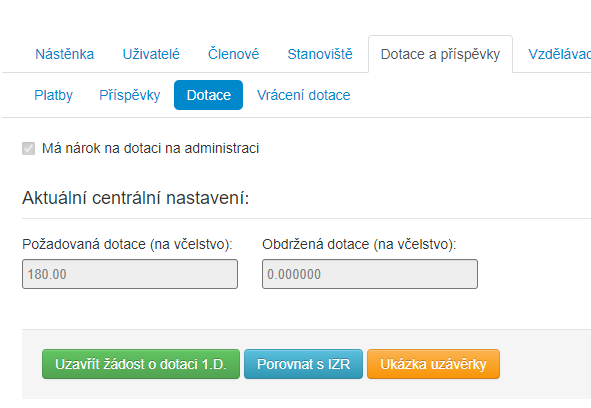 Nástěnka Uživatelé Členové Stanoviště Dotace a příspěvky Vzdělávac
Platby Příspěvky Dotace Vrácení dotace
Má nárok na dotaci na administraci
Aktuální centrální nastavení:
Požadovaná dotace (na včelstvo): Obdržená dotace (na včelstvo):
180.00 0.000000
Uzavřít žádost o dotaci 1.D. Porovnat s IZR Ukázka uzávěrky